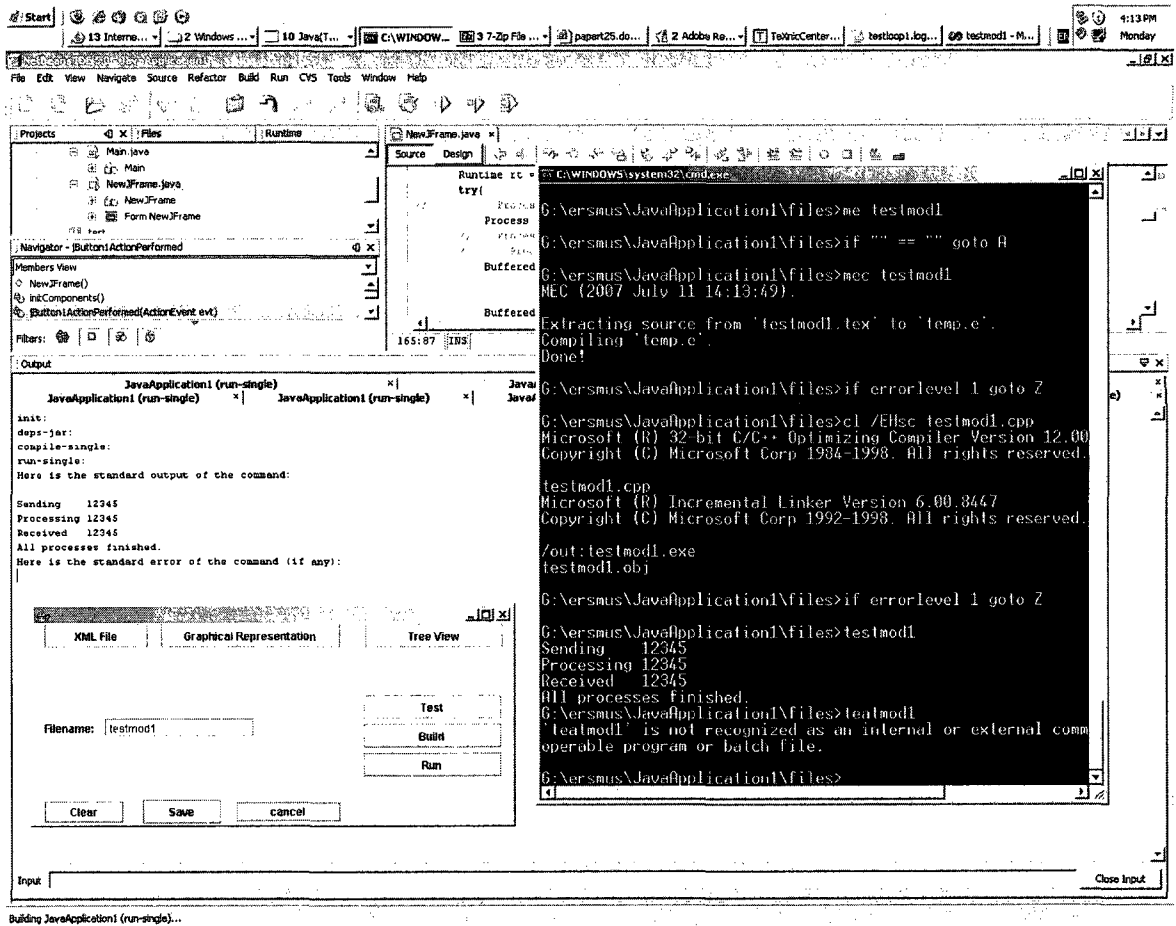 Start
4:13 PM
13 Interne... 2 Windows ... 10 Java(T... C:\WINDOW... 3 7-Zip File ... papert25.do... 2 Adobe Re... TeXnicCenter... testloop1.log... testmod1 - M... Monday
File Edit View Navigate Source Refactor Build Run CVS Tools Window Help
Projects Files Runtime
Main.java
Main
NewJFrame.java
NewJFrame
Form NewJFrame
test
Navigator - jButton1ActionPerformed
Members View
NewJFrame()
initComponents()
jButton1ActionPerformed(ActionEvent evt)
Filters:
NewJFrame.java x
Source Design
Runtime rt =
try{
Process
Buffered
Buffered
165:87 INS
Output
JavaApplication1 (run-single)
JavaApplication1 (run-single) JavaApplication1 (run-single)
init:
deps-jar:
compile-single:
run-single:
Here is the standard output of the command:
Sending 12345
Processing 12345
Received 12345
All processes finished.
Here is the standard error of the command (if any):
XML File Graphical Representation Tree View
Test
Filename: testmod1
Build
Run
Clear Save cancel
C:\WINDOWS\system32\cmd.exe
G:\ersmus\JavaApplication1\files>me testmod1
G:\ersmus\JavaApplication1\files>if "" == "" goto A
G:\ersmus\JavaApplication1\files>mec testmod1
MEC (2007 July 11 14:13:49).
Extracting source from 'testmod1.tex' to 'temp.e'.
Compiling 'temp.e'.
Done!
G:\ersmus\JavaApplication1\files>if errorlevel 1 goto Z
G:\ersmus\JavaApplication1\files>cl /EHsc testmod1.cpp
Microsoft (R) 32-bit C/C++ Optimizing Compiler Version 12.00
Copyright (C) Microsoft Corp 1984-1998. All rights reserved.
testmod1.cpp
Microsoft (R) Incremental Linker Version 6.00.8447
Copyright (C) Microsoft Corp 1992-1998. All rights reserved.
/out:testmod1.exe
testmod1.obj
G:\ersmus\JavaApplication1\files>if errorlevel 1 goto Z
G:\ersmus\JavaApplication1\files>testmod1
Sending 12345
Processing 12345
Received 12345
All processes finished.
G:\ersmus\JavaApplication1\files>teatmod1
'teatmod1' is not recognized as an internal or external comm
operable program or batch file.
G:\ersmus\JavaApplication1\files>
Input
Close Input
Building JavaApplication1 (run-single)...